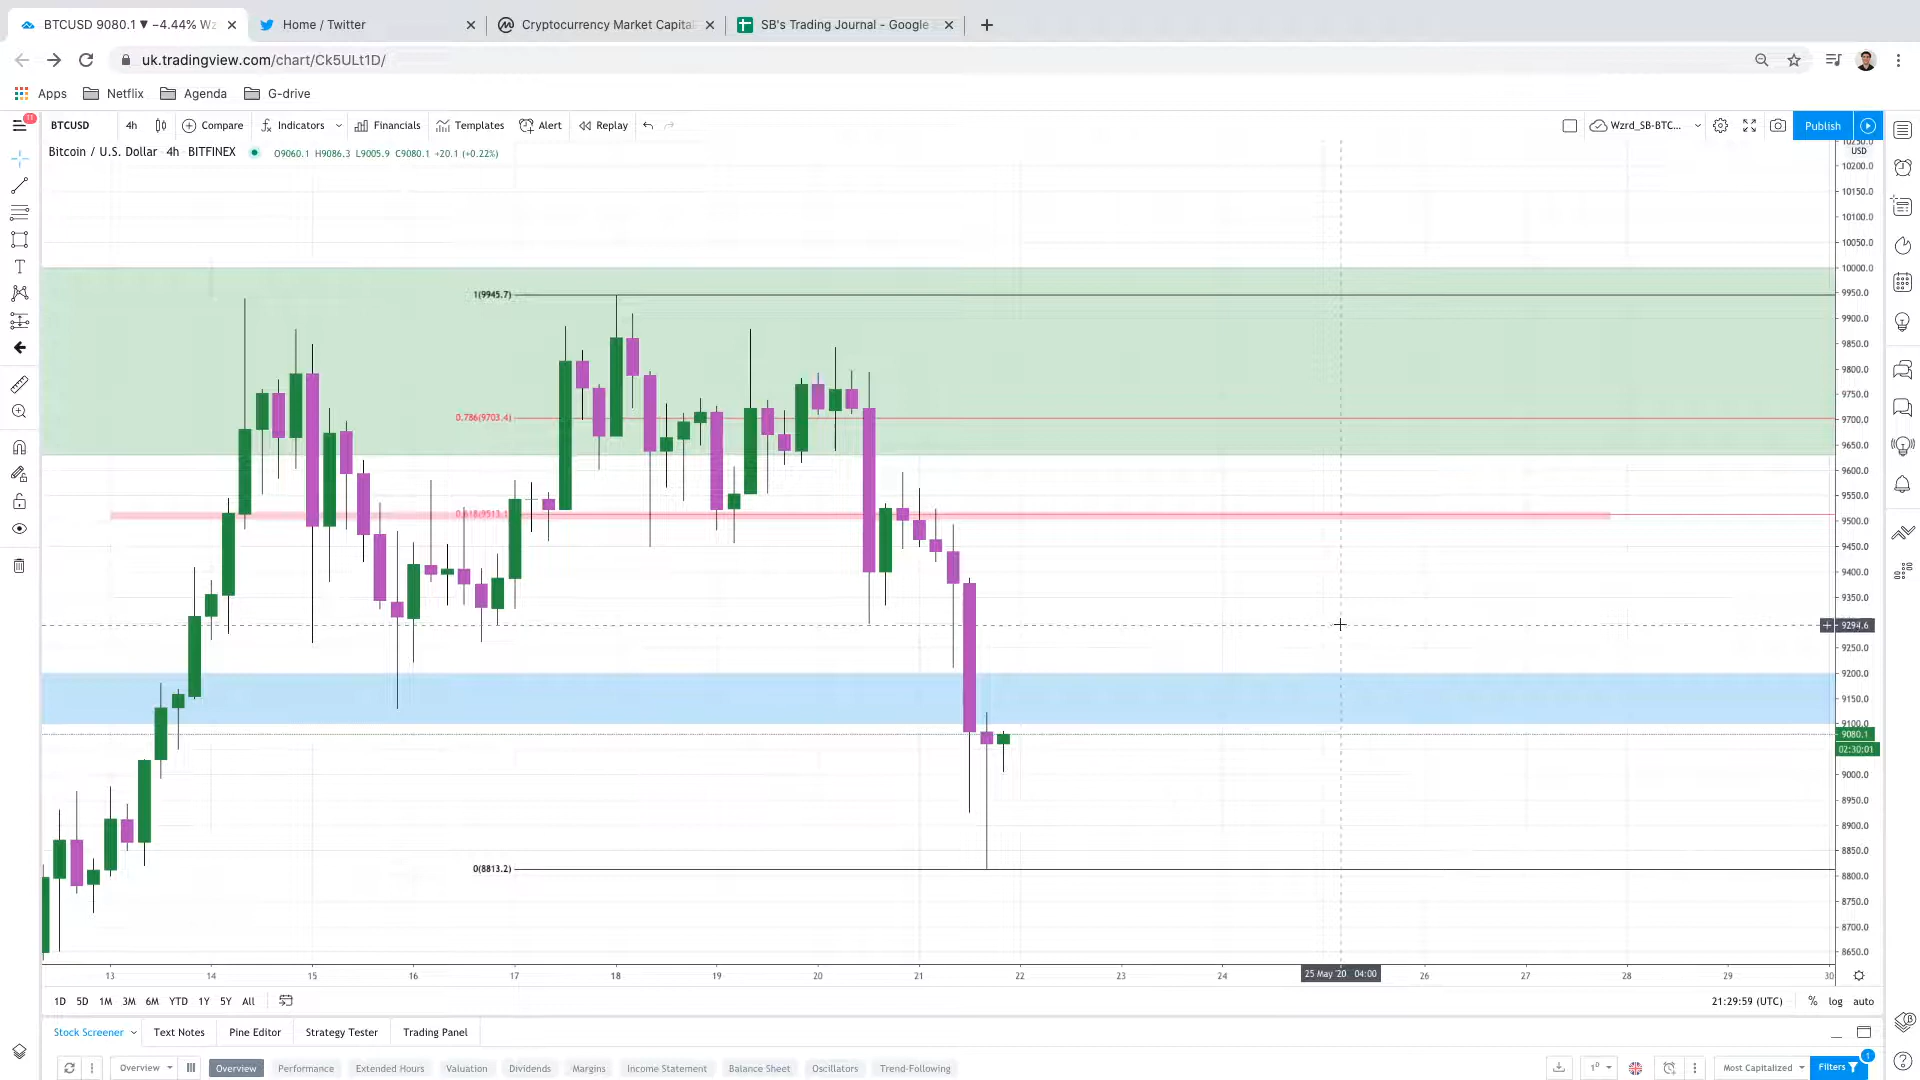 BTCUSD 9080.1 ▼ −4.44% Wz
Home / Twitter
Cryptocurrency Market Capital
SB's Trading Journal - Google
uk.tradingview.com/chart/Ck5ULt1D/
Apps Netflix Agenda G-drive
11
BTCUSD 4h Compare Indicators Financials Templates Alert Replay Wzrd_SB-BTC... Publish
Bitcoin / U.S. Dollar 4h BITFINEX O9060.1 H9086.3 L9005.9 C9080.1 +20.1 (+0.22%)
USD
10200.0
10150.0
10100.0
10050.0
10000.0
9950.0
9900.0
9850.0
9800.0
9750.0
9700.0
9650.0
9600.0
9550.0
9500.0
9450.0
9400.0
9350.0
9294.6
9250.0
9200.0
9150.0
9100.0
9080.1
02:30:01
9000.0
8950.0
8900.0
8850.0
8800.0
8750.0
8700.0
8650.0
1(9945.7)
0.786(9703.4)
0.618(9513.1)
0(8813.2)
13 14 15 16 17 18 19 20 21 22 23 24 25 May '20 04:00 26 27 28 29 30
1D 5D 1M 3M 6M YTD 1Y 5Y All 21:29:59 (UTC) % log auto
Stock Screener Text Notes Pine Editor Strategy Tester Trading Panel
Overview Overview Performance Extended Hours Valuation Dividends Margins Income Statement Balance Sheet Oscillators Trend-Following 1D Most Capitalized Filters 1